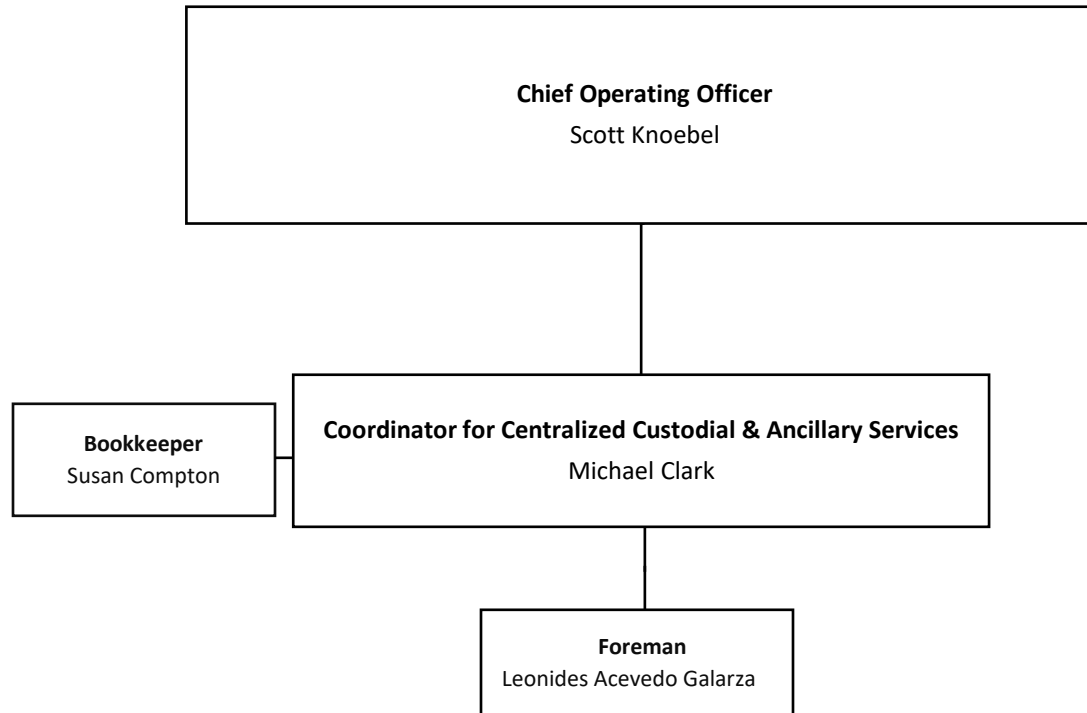 Chief Operating Officer
Scott Knoebel
Coordinator for Centralized Custodial & Ancillary Services
Michael Clark
Bookkeeper
Susan Compton
Foreman
Leonides Acevedo Galarza